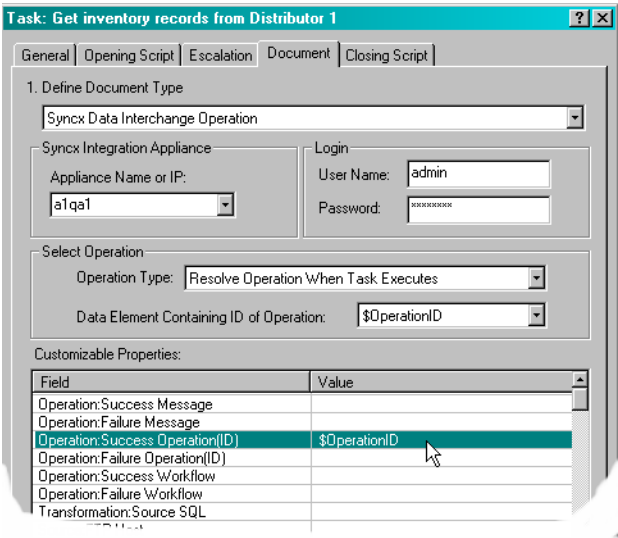 Task: Get inventory records from Distributor 1
General Opening Script Escalation Document Closing Script
1. Define Document Type
Syncx Data Interchange Operation
Syncx Integration Appliance
Appliance Name or IP:
a1qa1
Login
User Name: admin
Password: xxxxxxxx
Select Operation
Operation Type: Resolve Operation When Task Executes
Data Element Containing ID of Operation: $OperationID
Customizable Properties:
Field Value
Operation:Success Message
Operation:Failure Message
Operation:Success Operation(ID) $OperationID
Operation:Failure Operation(ID)
Operation:Success Workflow
Operation:Failure Workflow
Transformation:Source SQL